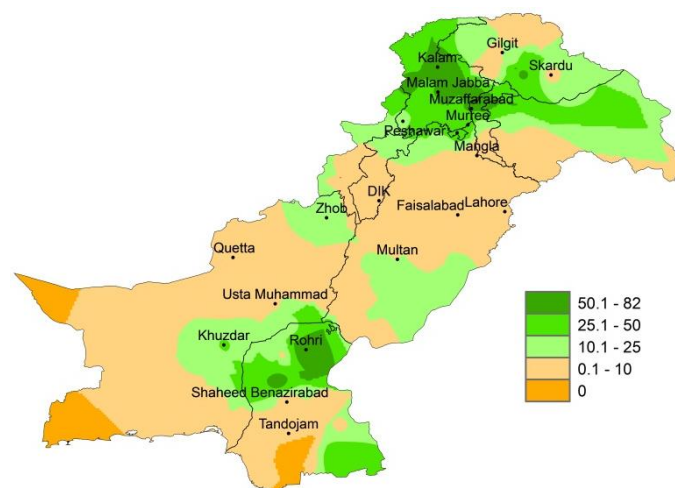 Gilgit
Kalam
Skardu
Malam Jabba
Muzaffarabad
Murree
Peshawar
Mangla
DIK
Faisalabad
Lahore
Zhob
Quetta
Multan
Usta Muhammad
Khuzdar
Rohri
Shaheed Benazirabad
Tandojam
50.1 - 82
25.1 - 50
10.1 - 25
0.1 - 10
0